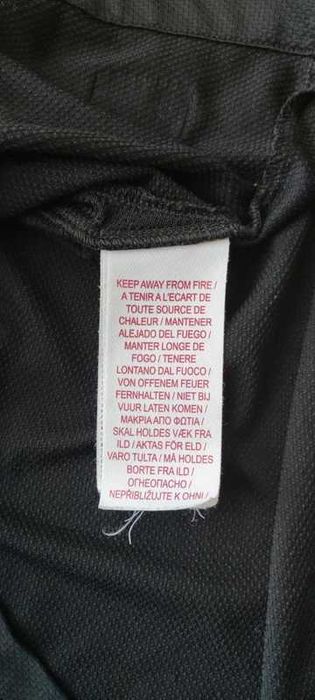 KEEP AWAY FROM FIRE /
A TENIR A L'ECART DE
TOUTE SOURCE DE
CHALEUR / MANTENER
ALEJADO DEL FUEGO /
MANTER LONGE DE
FOGO / TENERE
LONTANO DAL FUOCO /
VON OFFENEM FEUER
FERNHALTEN / NIET BIJ
VUUR LATEN KOMEN /
ΜΑΚΡΙΑ ΑΠΟ ΦΩΤΙΑ /
SKAL HOLDES VÆK FRA
ILD / AKTAS FÖR ELD /
VARO TULTA / MÅ HOLDES
BORTE FRA ILD /
ОГНЕОПАСНО /
NEPŘIBLIŽUJTE K OHNI /